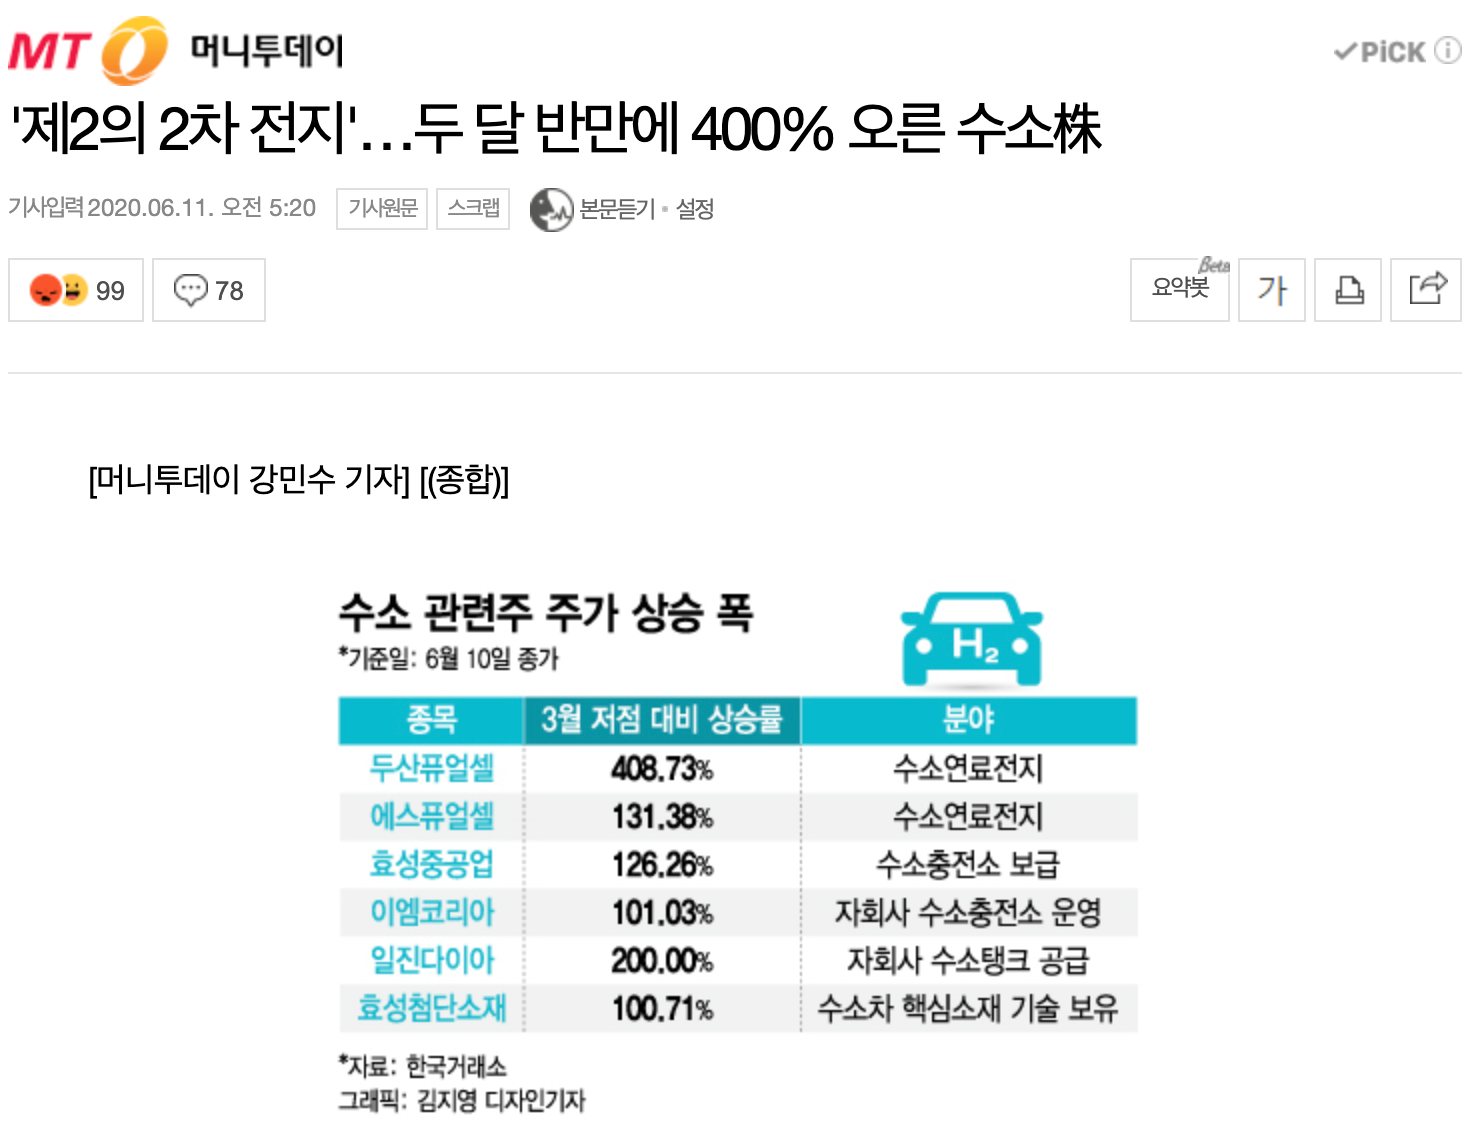 MT 머니투데이
✓PiCK ⓘ
'제2의 2차 전지'…두 달 반만에 400% 오른 수소株
기사입력 2020.06.11. 오전 5:20 기사원문 스크랩 본문듣기 · 설정
99 78 요약봇 Beta 가
[머니투데이 강민수 기자] [(종합)]
수소 관련주 주가 상승 폭
*기준일: 6월 10일 종가
H₂
종목 3월 저점 대비 상승률 분야
두산퓨얼셀 408.73% 수소연료전지
에스퓨얼셀 131.38% 수소연료전지
효성중공업 126.26% 수소충전소 보급
이엠코리아 101.03% 자회사 수소충전소 운영
일진다이아 200.00% 자회사 수소탱크 공급
효성첨단소재 100.71% 수소차 핵심소재 기술 보유
*자료: 한국거래소
그래픽: 김지영 디자인기자